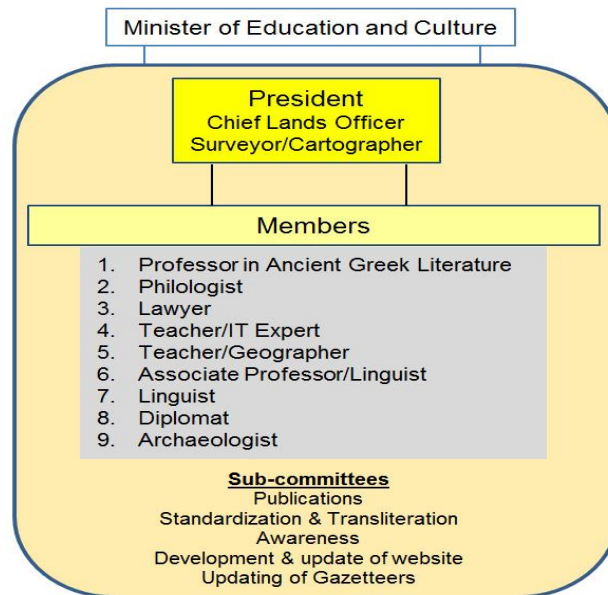 Minister of Education and Culture
President
Chief Lands Officer
Surveyor/Cartographer
Members
1. Professor in Ancient Greek Literature
2. Philologist
3. Lawyer
4. Teacher/IT Expert
5. Teacher/Geographer
6. Associate Professor/Linguist
7. Linguist
8. Diplomat
9. Archaeologist
Sub-committees
Publications
Standardization & Transliteration
Awareness
Development & update of website
Updating of Gazetteers